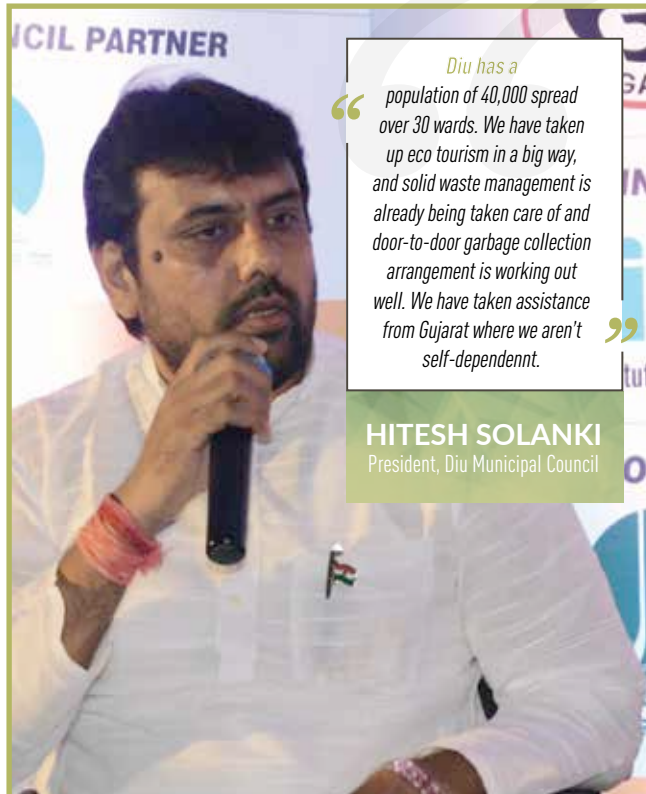 NCIL PARTNER
GA
IN
“
Diu has a
population of 40,000 spread
over 30 wards. We have taken
up eco tourism in a big way,
and solid waste management is
already being taken care of and
door-to-door garbage collection
arrangement is working out
well. We have taken assistance
from Gujarat where we aren’t
self-dependennt.
”
tut
HITESH SOLANKI
President, Diu Municipal Council